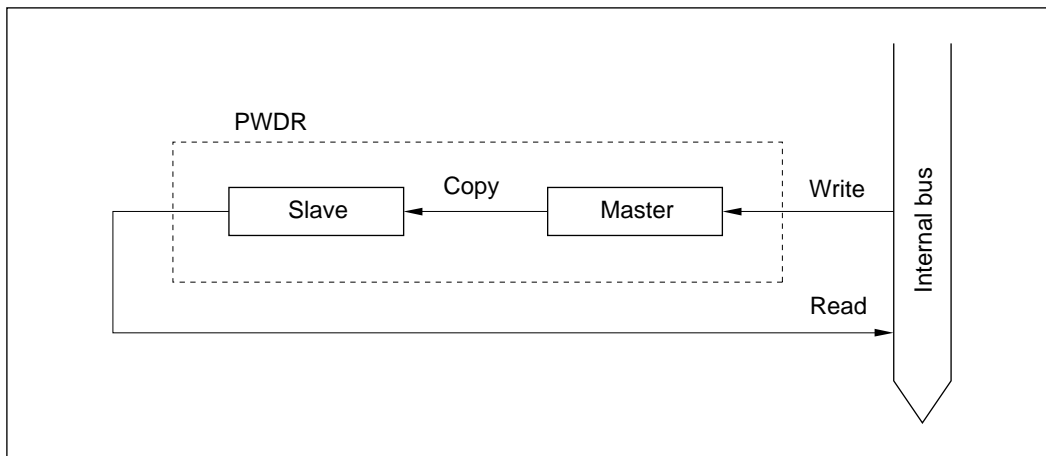 PWDR
Slave
Copy
Master
Write
Read
Internal bus